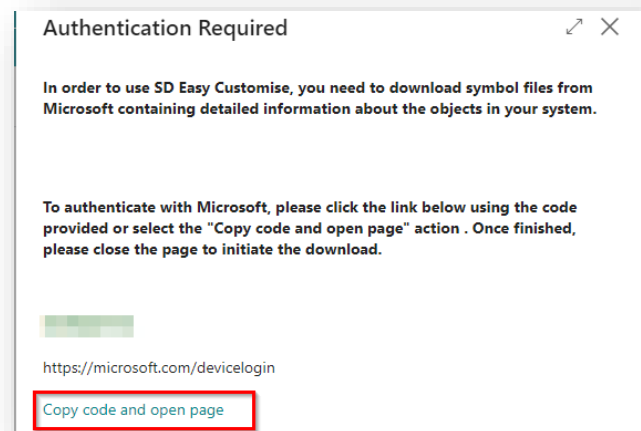 Authentication Required
In order to use SD Easy Customise, you need to download symbol files from
Microsoft containing detailed information about the objects in your system.
To authenticate with Microsoft, please click the link below using the code
provided or select the "Copy code and open page" action . Once finished,
please close the page to initiate the download.
https://microsoft.com/devicelogin
Copy code and open page